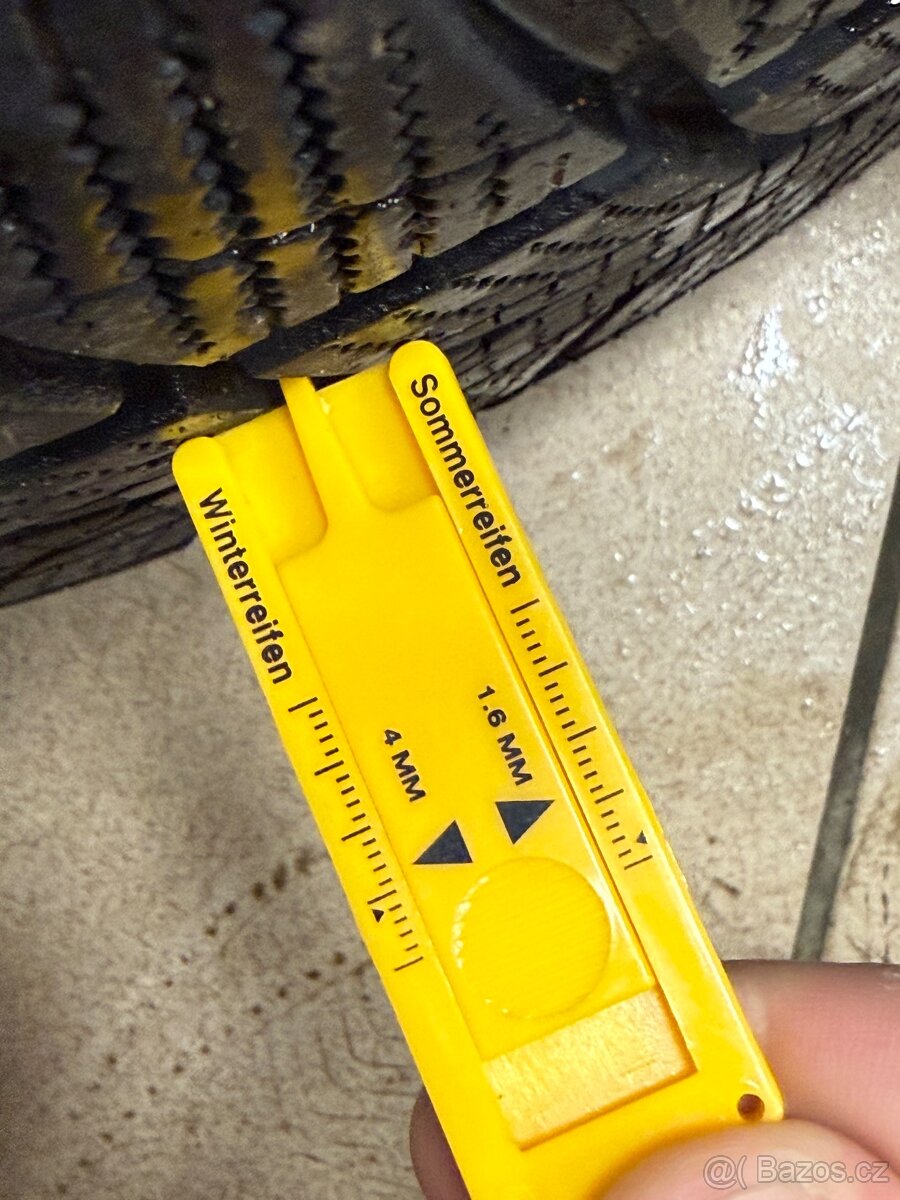 Sommerreifen
Winterreifen
1.6 MM
4 MM
@( Bazos.cz